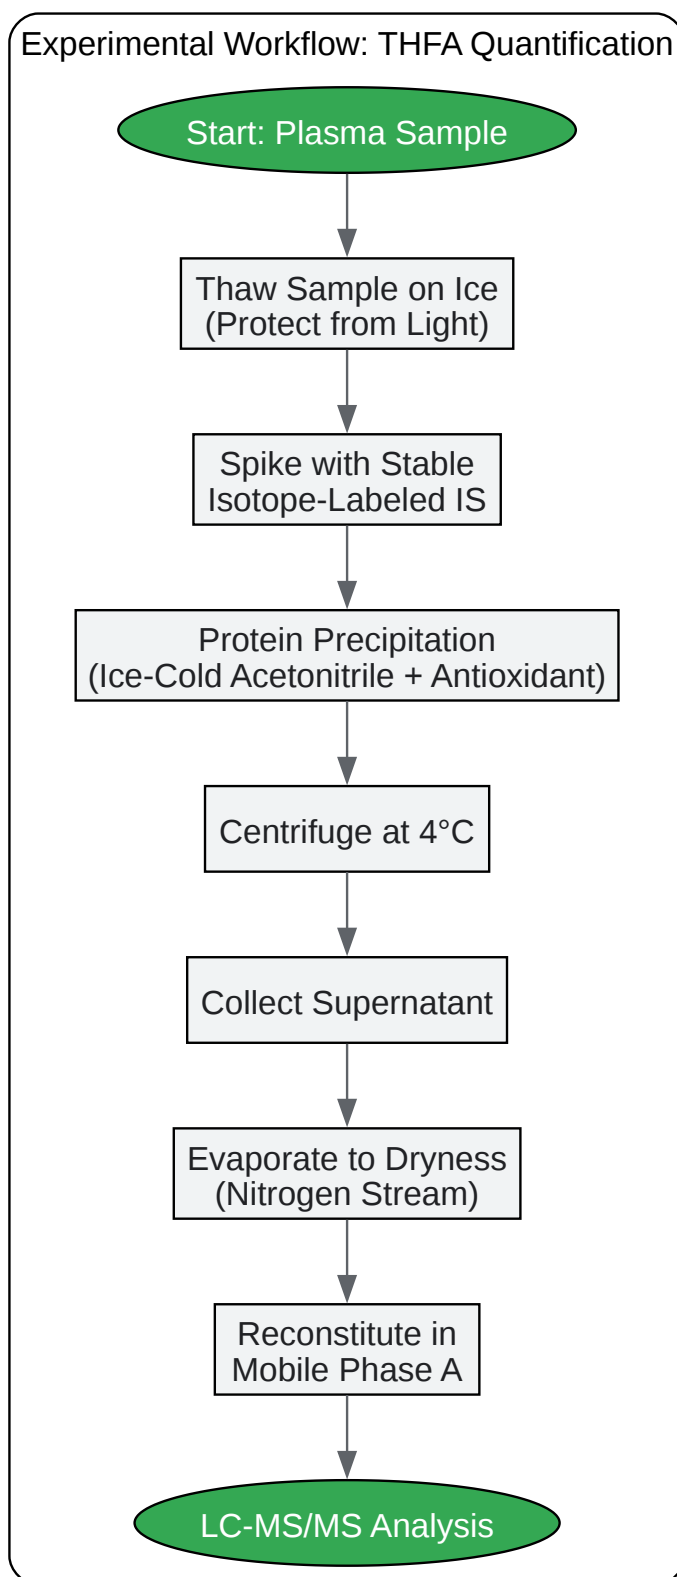 Experimental Workflow: THFA Quantification
Start: Plasma Sample
Thaw Sample on Ice
(Protect from Light)
Spike with Stable
Isotope-Labeled IS
Protein Precipitation
(Ice-Cold Acetonitrile + Antioxidant)
Centrifuge at 4°C
Collect Supernatant
Evaporate to Dryness
(Nitrogen Stream)
Reconstitute in
Mobile Phase A
LC-MS/MS Analysis